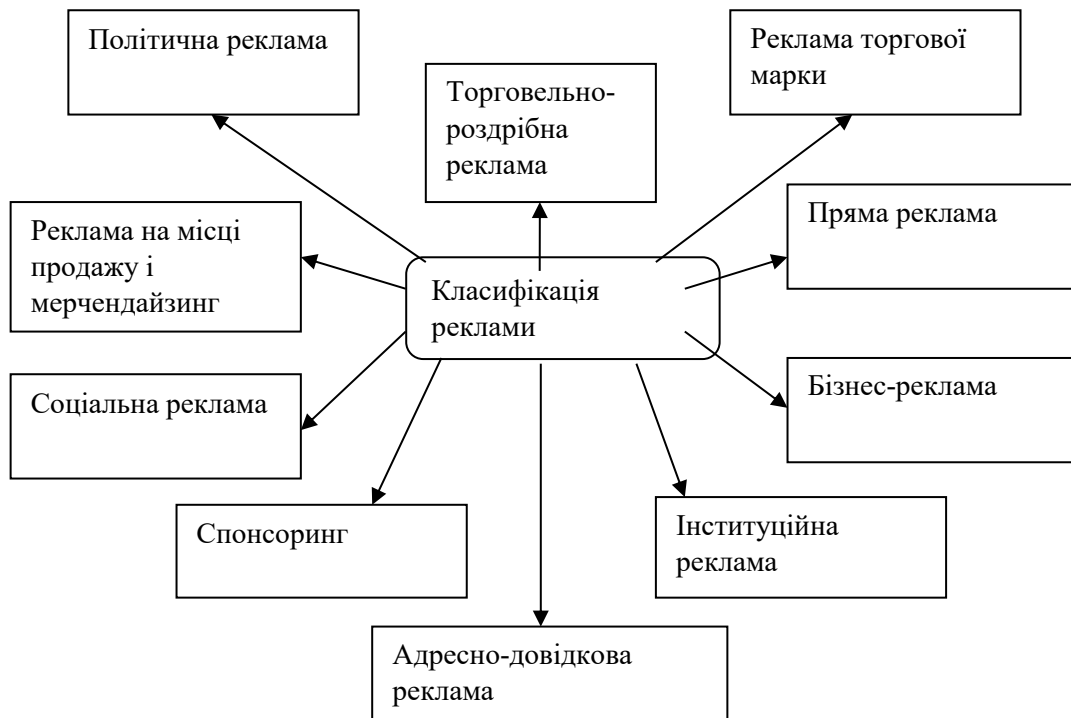 Політична реклама
Реклама торгової
марки
Торговельно-
роздрібна
реклама
Реклама на місці
продажу і
мерчендайзинг
Пряма реклама
Класифікація
реклами
Соціальна реклама
Бізнес-реклама
Спонсоринг
Інституційна
реклама
Адресно-довідкова
реклама